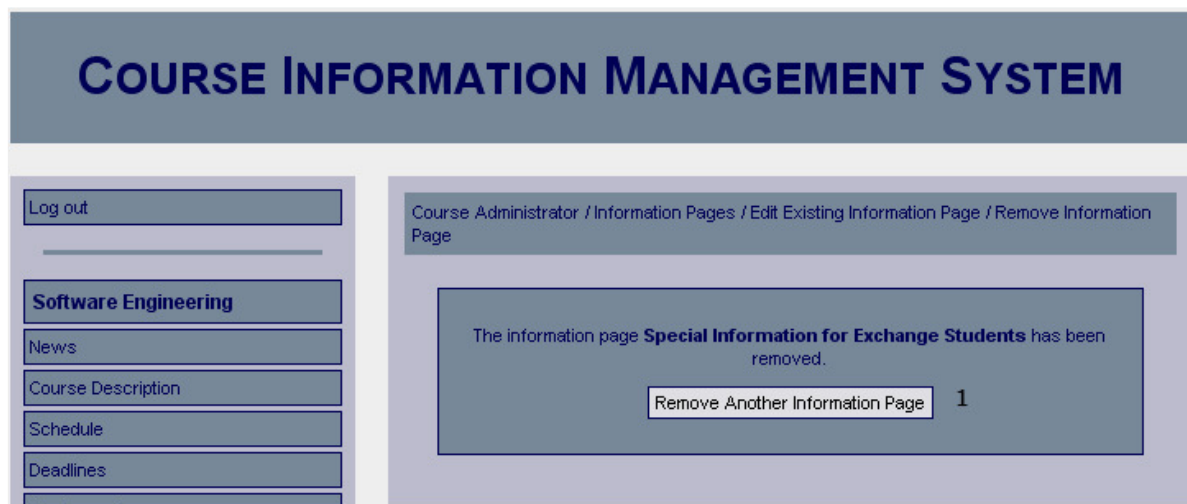 COURSE INFORMATION MANAGEMENT SYSTEM
Log out
Software Engineering
News
Course Description
Schedule
Deadlines
Course Administrator / Information Pages / Edit Existing Information Page / Remove Information
Page
The information page Special Information for Exchange Students has been
removed.
Remove Another Information Page 1